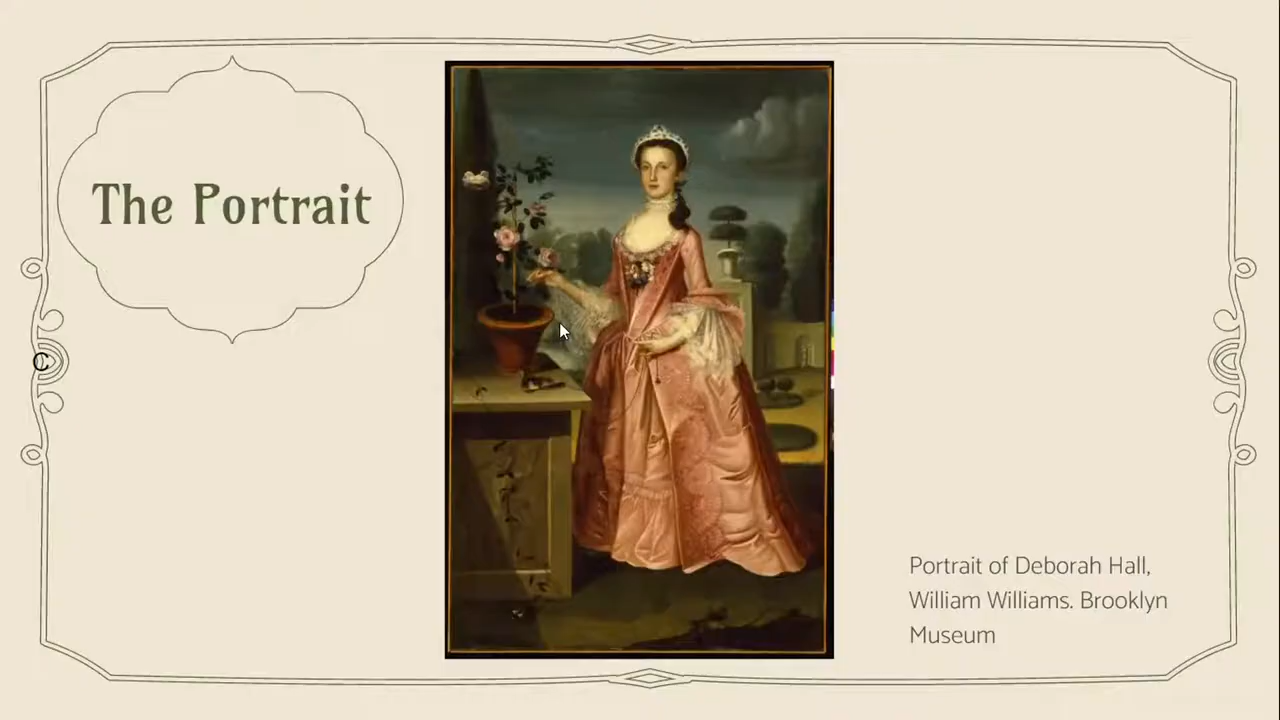 The Portrait
C
Portrait of Deborah Hall,
William Williams. Brooklyn
Museum